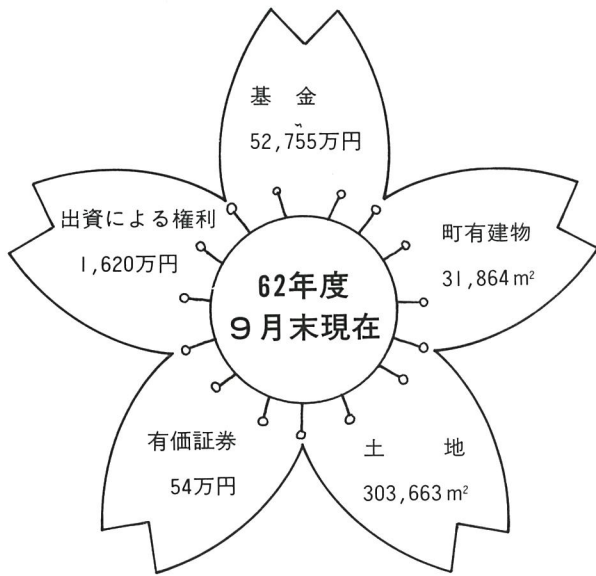 基　金
52,755万円
出資による権利
1,620万円
町有建物
31,864㎡
62年度
9月末現在
有価証券
54万円
土　　地
303,663㎡